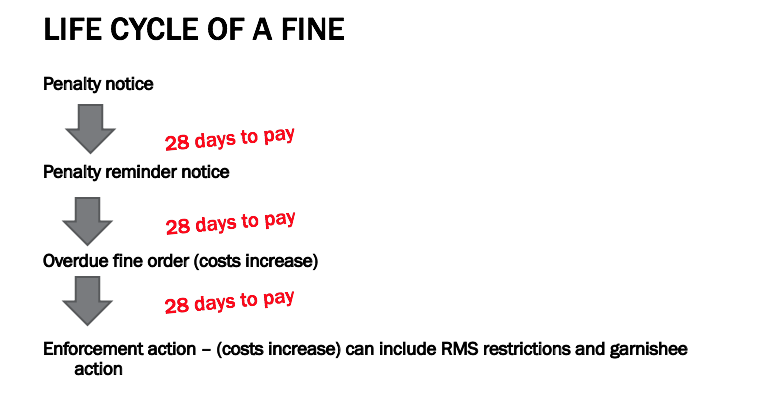 LIFE CYCLE OF A FINE
Penalty notice
28 days to pay
Penalty reminder notice
28 days to pay
Overdue fine order (costs increase)
28 days to pay
Enforcement action – (costs increase) can include RMS restrictions and garnishee
action